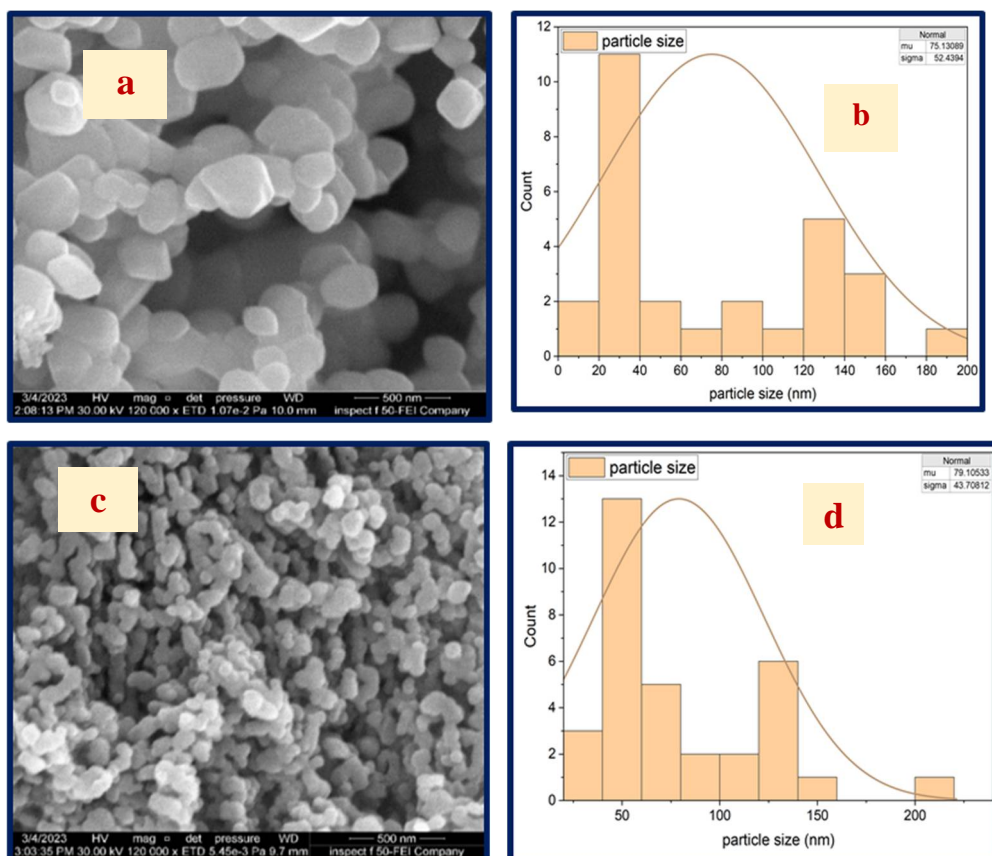 a
3/4/2023 HV mag ¤ det pressure WD 500 nm
2:08:13 PM 30.00 kV 120 000 x ETD 1.07e-2 Pa 10.0 mm inspect f 50-FEI Company
b
particle size
Normal
mu 75.13089
sigma 52.4394
Count
12
10
8
6
4
2
0
0 20 40 60 80 100 120 140 160 180 200
particle size (nm)
c
3/4/2023 HV mag ¤ det pressure WD 500 nm
3:03:35 PM 30.00 kV 120 000 x ETD 5.45e-3 Pa 9.7 mm inspect f 50-FEI Company
d
particle size
Normal
mu 79.10533
sigma 43.70812
Count
14
12
10
8
6
4
2
0
50 100 150 200
particle size (nm)